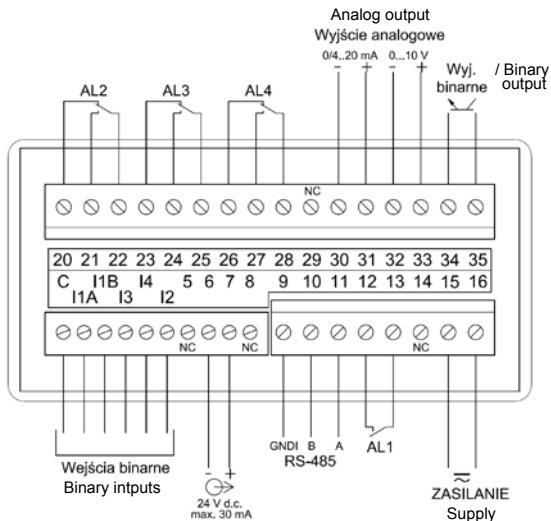 Analog output
Wyjście analogowe
0/4..20 mA 0...10 V
- + - +
Wyj. / Binary
binarne output
AL2 AL3 AL4
NC
20 21 22 23 24 25 26 27 28 29 30 31 32 33 34 35
C I1B I4 5 6 7 8 9 10 11 12 13 14 15 16
I1A I3 I2
NC NC NC
- +
GNDI B A
RS-485
AL1
Wejścia binarne
Binary intputs
24 V d.c.
max. 30 mA
ZASILANIE
Supply